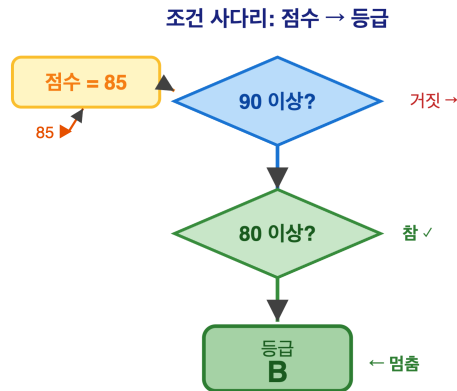 조건 사다리: 점수 → 등급
점수 = 85
90 이상?
거짓 →
85
80 이상?
참 ✓
등급
B
← 멈춤